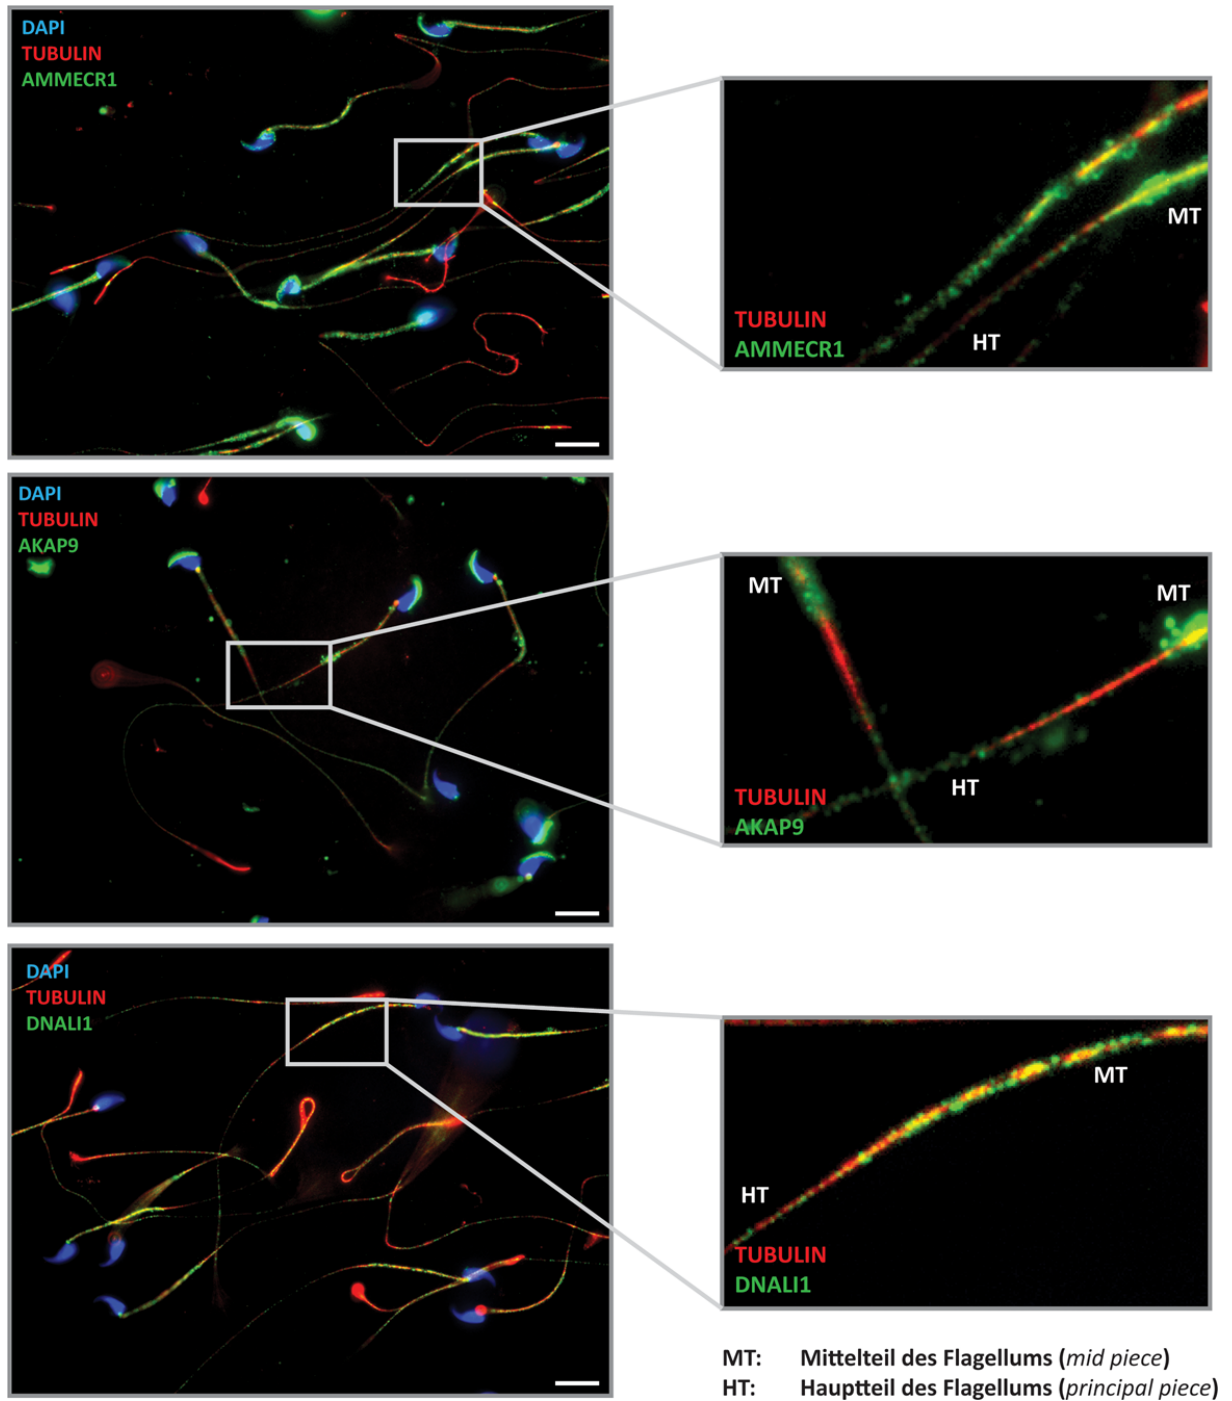 DAPI
TUBULIN
AMMECR1
MT
HT
TUBULIN
AMMECR1
DAPI
TUBULIN
AKAP9
MT
MT
HT
TUBULIN
AKAP9
DAPI
TUBULIN
DNALI1
MT
HT
TUBULIN
DNALI1
MT: Mittelteil des Flagellums (mid piece)
HT: Hauptteil des Flagellums (principal piece)